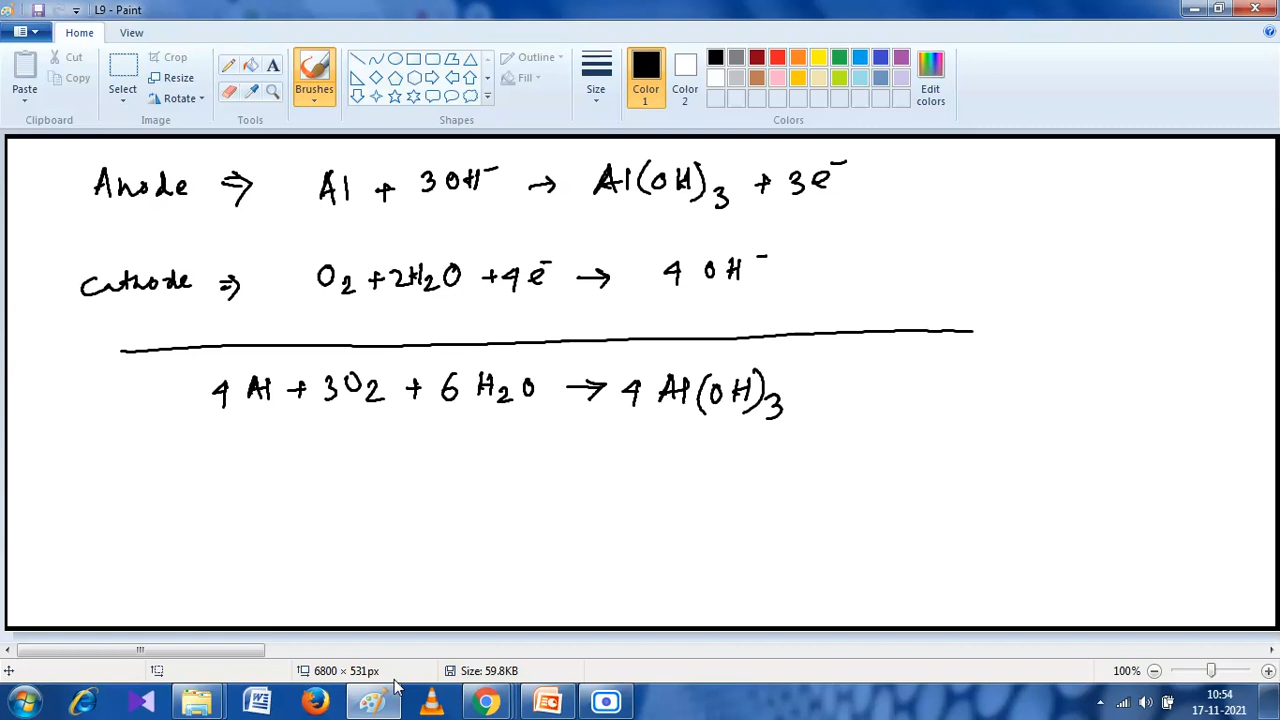 L9 - Paint
Home View
Paste Cut Copy Clipboard
Select Crop Resize Rotate Image
Tools
Brushes
Outline Fill Shapes
Size
Color 1 Color 2 Edit colors Colors
Anode ⇒ Al + 3OH⁻ → Al(OH)₃ + 3e⁻
Cathode ⇒ O₂ + 2H₂O + 4e⁻ → 4OH⁻
4Al + 3O₂ + 6H₂O → 4Al(OH)₃
6800 × 531px Size: 59.8KB 100%
10:54
17-11-2021